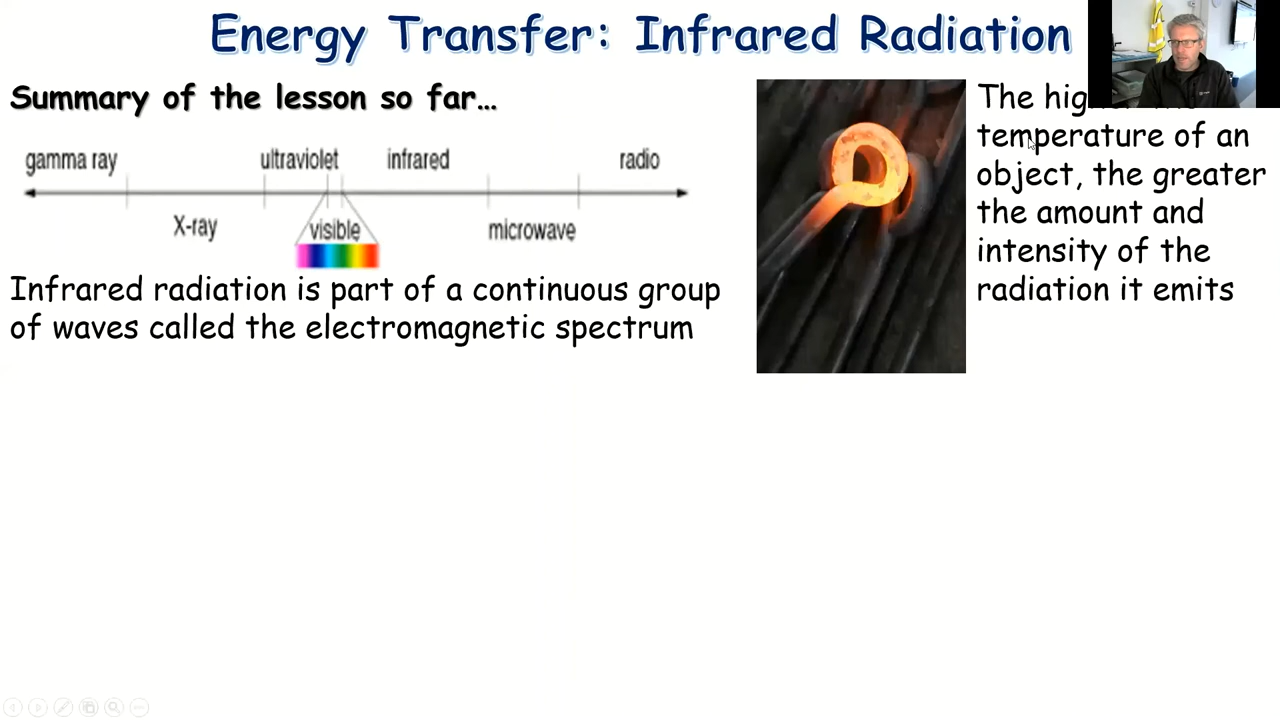 Energy Transfer: Infrared Radiation
Summary of the lesson so far…
gamma ray ultraviolet infrared radio
X-ray visible microwave
Infrared radiation is part of a continuous group
of waves called the electromagnetic spectrum
The
temperature of an
object, the greater
the amount and
intensity of the
radiation it emits